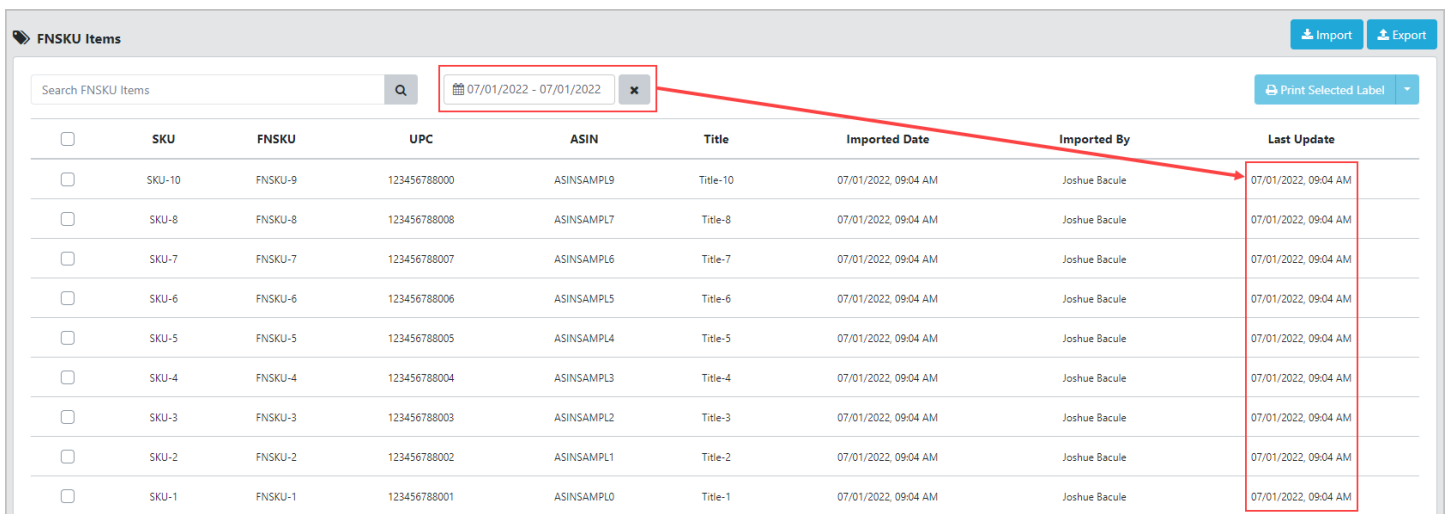 FNSKU Items
Import
Export
Search FNSKU Items
07/01/2022 - 07/01/2022
Print Selected Label
SKU FNSKU UPC ASIN Title Imported Date Imported By Last Update
SKU-10 FNSKU-9 123456788000 ASINSAMPL9 Title-10 07/01/2022, 09:04 AM Joshue Bacule 07/01/2022, 09:04 AM
SKU-8 FNSKU-8 123456788008 ASINSAMPL7 Title-8 07/01/2022, 09:04 AM Joshue Bacule 07/01/2022, 09:04 AM
SKU-7 FNSKU-7 123456788007 ASINSAMPL6 Title-7 07/01/2022, 09:04 AM Joshue Bacule 07/01/2022, 09:04 AM
SKU-6 FNSKU-6 123456788006 ASINSAMPL5 Title-6 07/01/2022, 09:04 AM Joshue Bacule 07/01/2022, 09:04 AM
SKU-5 FNSKU-5 123456788005 ASINSAMPL4 Title-5 07/01/2022, 09:04 AM Joshue Bacule 07/01/2022, 09:04 AM
SKU-4 FNSKU-4 123456788004 ASINSAMPL3 Title-4 07/01/2022, 09:04 AM Joshue Bacule 07/01/2022, 09:04 AM
SKU-3 FNSKU-3 123456788003 ASINSAMPL2 Title-3 07/01/2022, 09:04 AM Joshue Bacule 07/01/2022, 09:04 AM
SKU-2 FNSKU-2 123456788002 ASINSAMPL1 Title-2 07/01/2022, 09:04 AM Joshue Bacule 07/01/2022, 09:04 AM
SKU-1 FNSKU-1 123456788001 ASINSAMPL0 Title-1 07/01/2022, 09:04 AM Joshue Bacule 07/01/2022, 09:04 AM